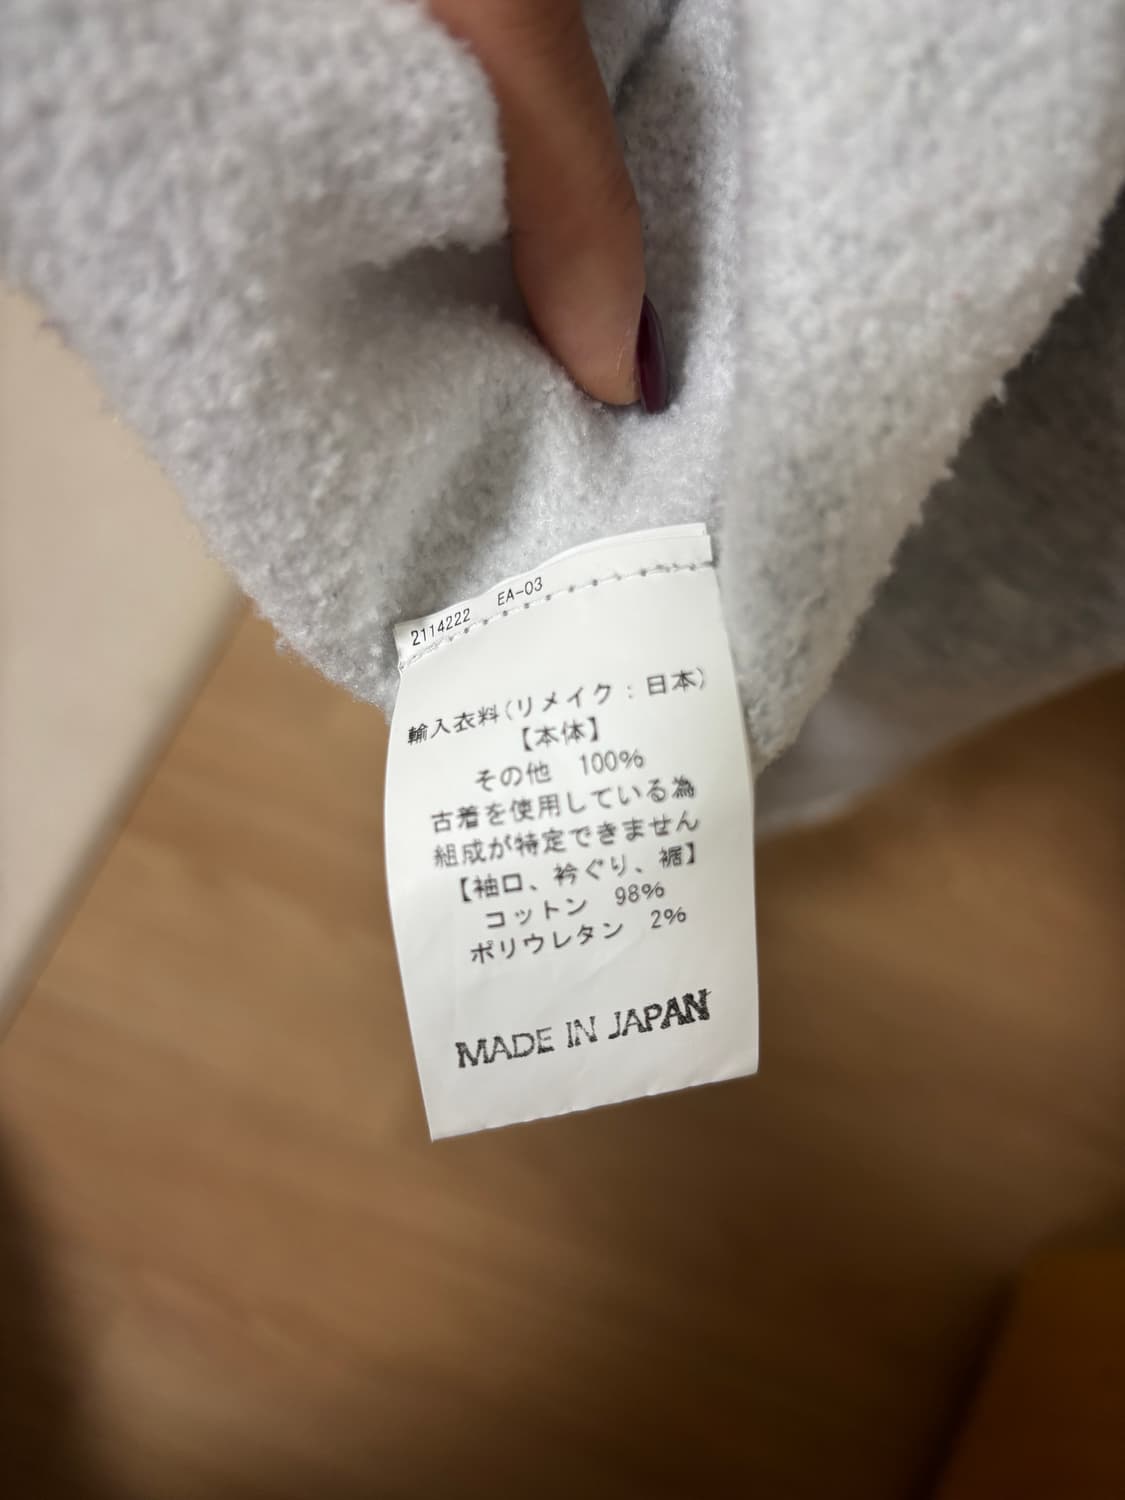 2114222 EA-03
輸入衣料(リメイク:日本)
【本体】
その他 100%
古着を使用している為
組成が特定できません
【袖口、衿ぐり、裾】
コットン 98%
ポリウレタン 2%
MADE IN JAPAN